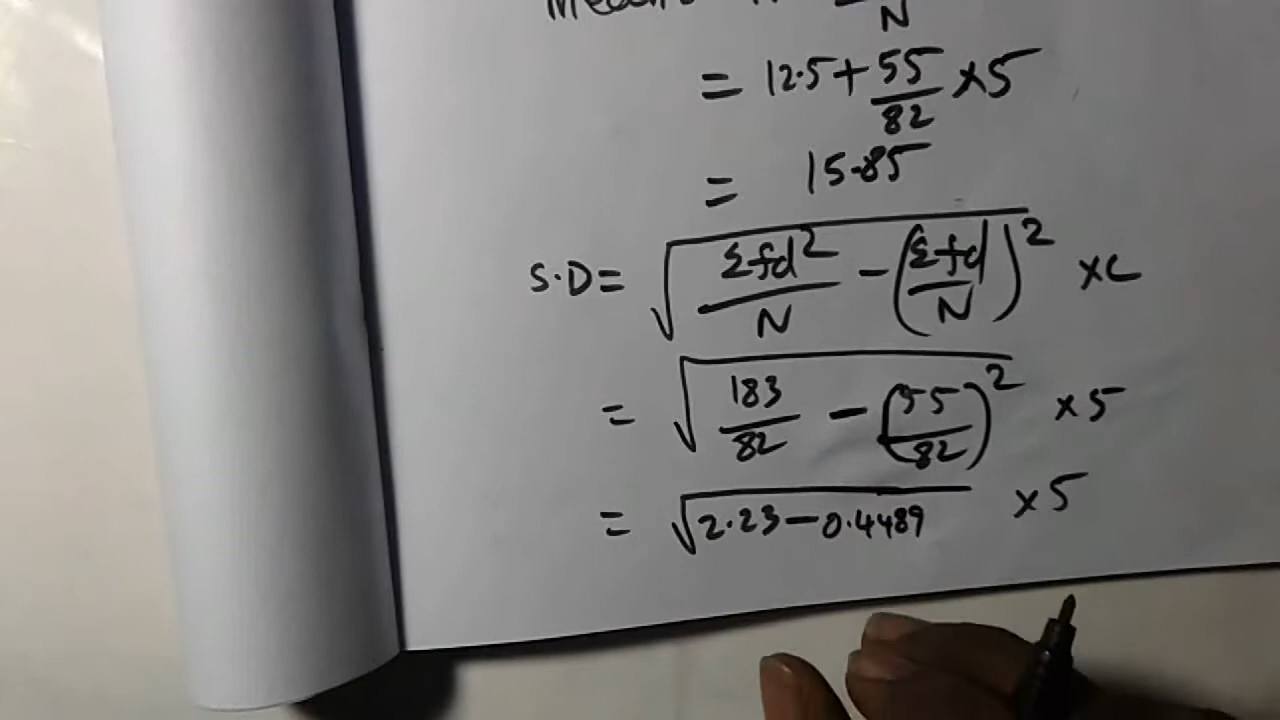 N
= 12.5 + 55/82 × 5
= 15.85
S.D = √(Σfd²/N − (Σfd/N)²) × C
= √(183/82 − (55/82)²) × 5
= √(2.23 − 0.4489) × 5